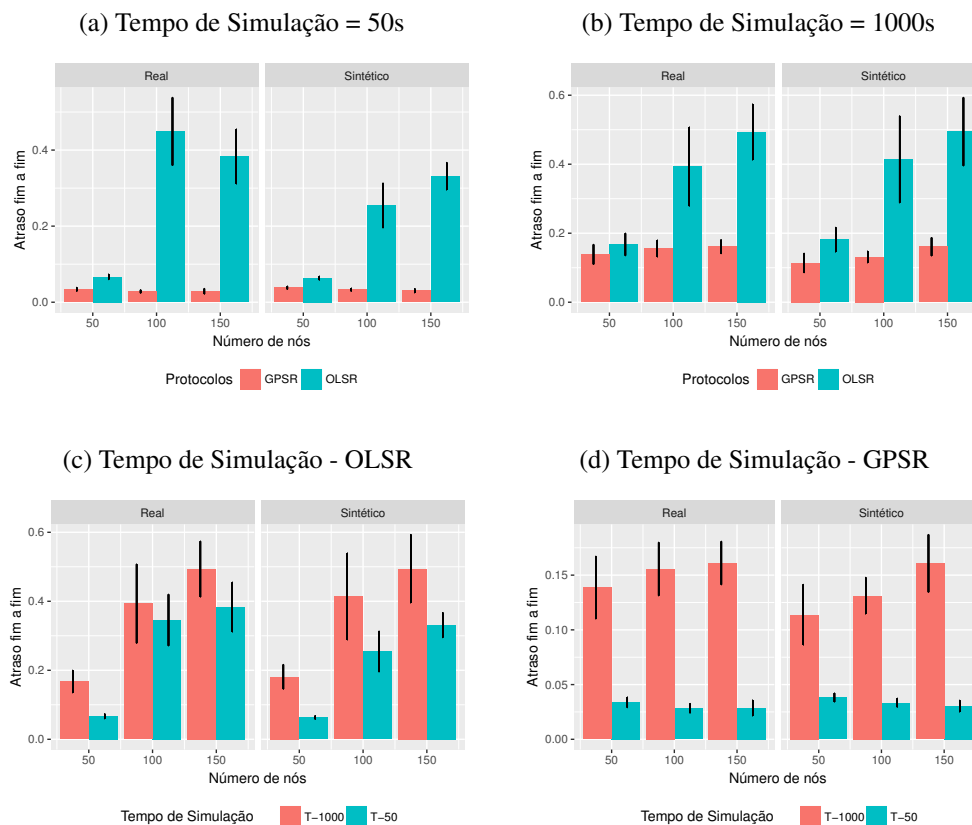 (a) Tempo de Simulação = 50s
Real
Sintético
Atraso fim a fim
0.4
0.2
0.0
50
100
150
50
100
150
Número de nós
Protocolos
GPSR
OLSR
(b) Tempo de Simulação = 1000s
Real
Sintético
Atraso fim a fim
0.6
0.4
0.2
0.0
50
100
150
50
100
150
Número de nós
Protocolos
GPSR
OLSR
(c) Tempo de Simulação - OLSR
Real
Sintético
Atraso fim a fim
0.6
0.4
0.2
0.0
50
100
150
50
100
150
Número de nós
Tempo de Simulação
T−1000
T−50
(d) Tempo de Simulação - GPSR
Real
Sintético
Atraso fim a fim
0.15
0.10
0.05
0.00
50
100
150
50
100
150
Número de nós
Tempo de Simulação
T−1000
T−50